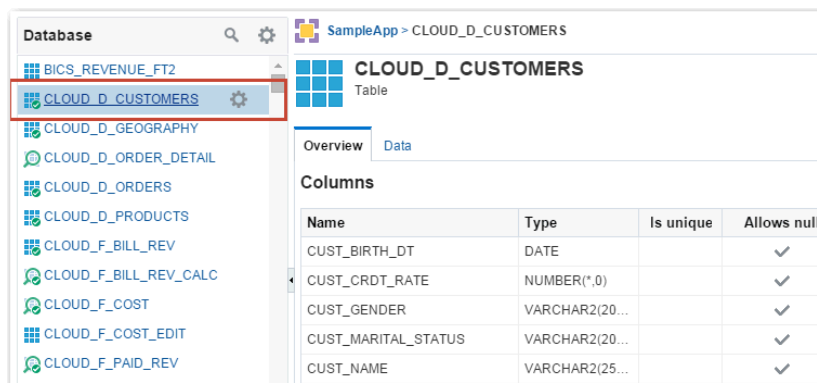 Database
BICS_REVENUE_FT2
CLOUD_D_CUSTOMERS
CLOUD_D_GEOGRAPHY
CLOUD_D_ORDER_DETAIL
CLOUD_D_ORDERS
CLOUD_D_PRODUCTS
CLOUD_F_BILL_REV
CLOUD_F_BILL_REV_CALC
CLOUD_F_COST
CLOUD_F_COST_EDIT
CLOUD_F_PAID_REV
SampleApp > CLOUD_D_CUSTOMERS
CLOUD_D_CUSTOMERS
Table
Overview Data
Columns
Name Type Is unique Allows null
CUST_BIRTH_DT DATE
CUST_CRDT_RATE NUMBER(*,0)
CUST_GENDER VARCHAR2(20...
CUST_MARITAL_STATUS VARCHAR2(20...
CUST_NAME VARCHAR2(25...